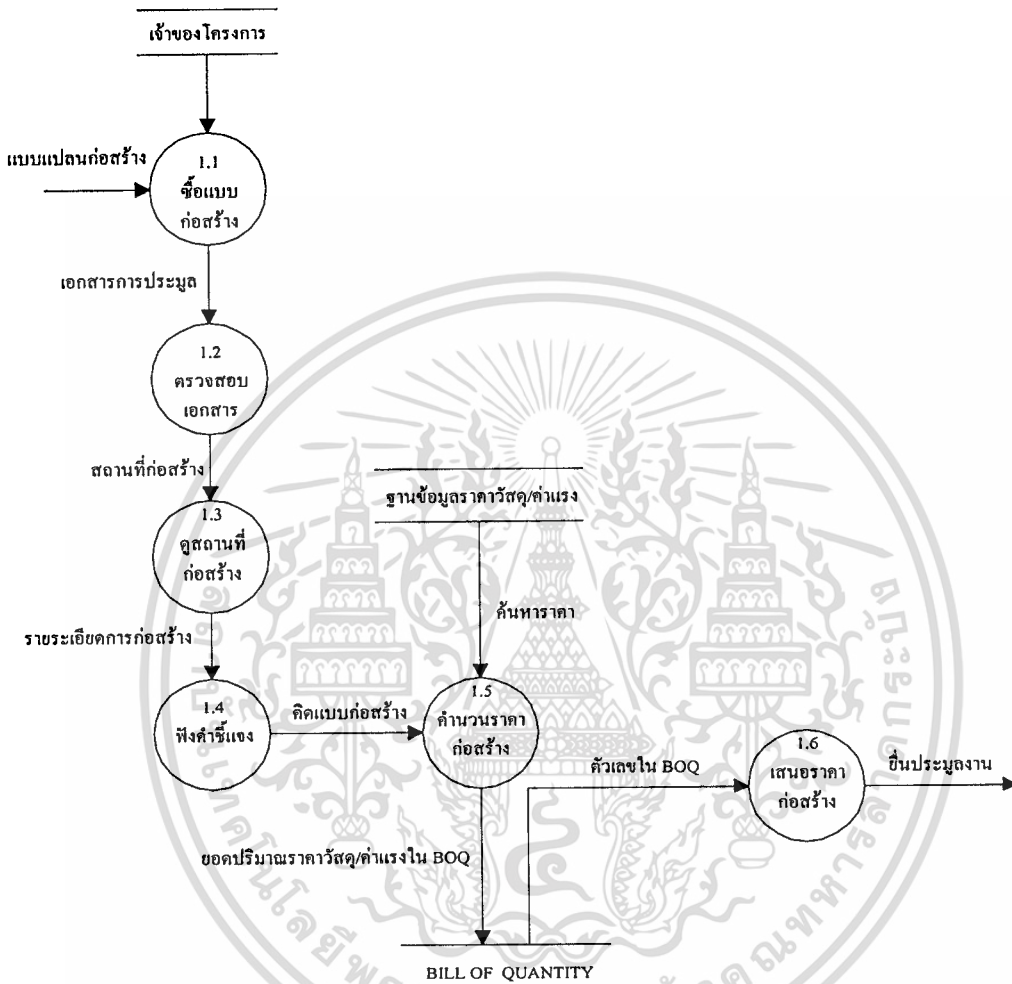 เจ้าของโครงการ
แบบแปลนก่อสร้าง
1.1
ซื้อแบบ
ก่อสร้าง
เอกสารการประมูล
1.2
ตรวจสอบ
เอกสาร
สถานที่ก่อสร้าง
ฐานข้อมูลราคาวัสดุ/ค่าแรง
1.3
ดูสถานที่
ก่อสร้าง
ค้นหาราคา
รายระเอียดการก่อสร้าง
1.4
ฟังคำชี้แจง
คิดแบบก่อสร้าง
1.5
คำนวนราคา
ก่อสร้าง
ตัวเลขใน BOQ
1.6
เสนอราคา
ก่อสร้าง
ยื่นประมูลงาน
ยอดปริมาณราคาวัสดุ/ค่าแรงใน BOQ
BILL OF QUANTITY